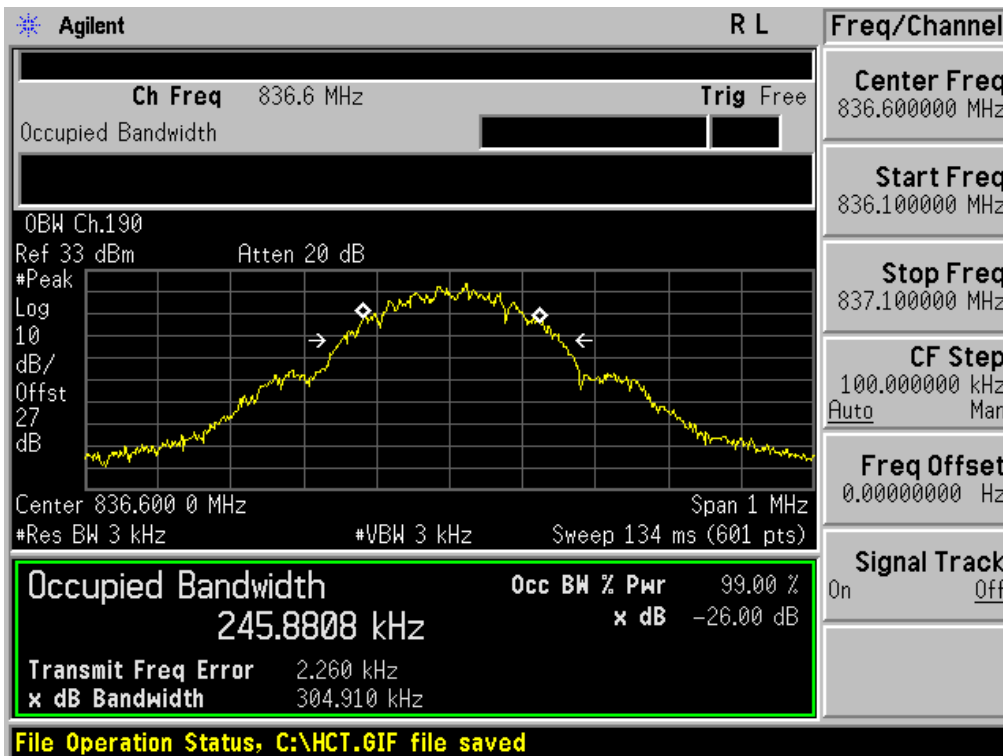 Agilent R L
Freq/Channel
Ch Freq 836.6 MHz Trig Free
Occupied Bandwidth
OBW Ch.190
Ref 33 dBm Atten 20 dB
#Peak
Log
10
dB/
Offst
27
dB
Center 836.600 0 MHz Span 1 MHz
#Res BW 3 kHz #VBW 3 kHz Sweep 134 ms (601 pts)
Occupied Bandwidth
245.8808 kHz
Occ BW % Pwr 99.00 %
x dB -26.00 dB
Transmit Freq Error 2.260 kHz
x dB Bandwidth 304.910 kHz
File Operation Status, C:\HCT.GIF file saved
Center Freq
836.600000 MHz
Start Freq
836.100000 MHz
Stop Freq
837.100000 MHz
CF Step
100.000000 kHz
Auto Man
Freq Offset
0.00000000 Hz
Signal Track
On Off